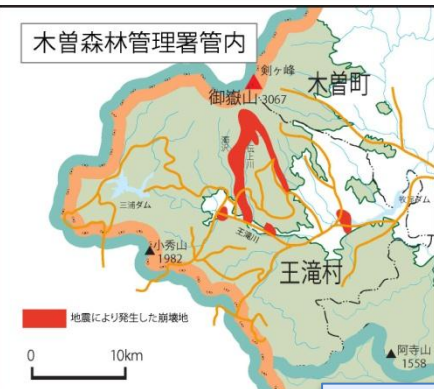 木曽森林管理署管内
剣ヶ峰
御嶽山 3067
木曽町
三浦ダム
王滝川
小秀山
1982
王滝村
地震により発生した崩壊地
0 10km
阿寺山
1558